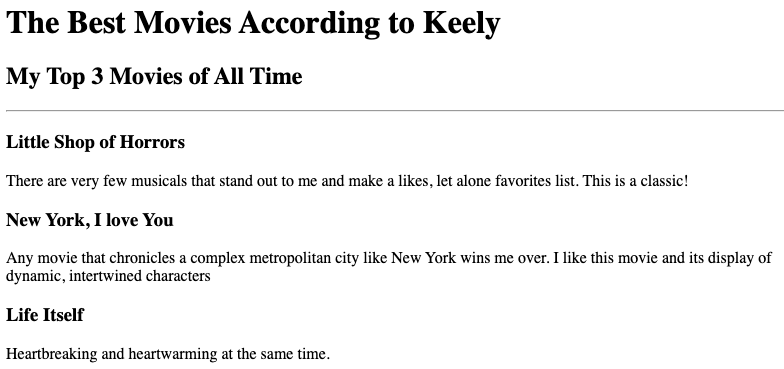 The Best Movies According to Keely
My Top 3 Movies of All Time
Little Shop of Horrors
There are very few musicals that stand out to me and make a likes, let alone favorites list. This is a classic!
New York, I love You
Any movie that chronicles a complex metropolitan city like New York wins me over. I like this movie and its display of
dynamic, intertwined characters
Life Itself
Heartbreaking and heartwarming at the same time.